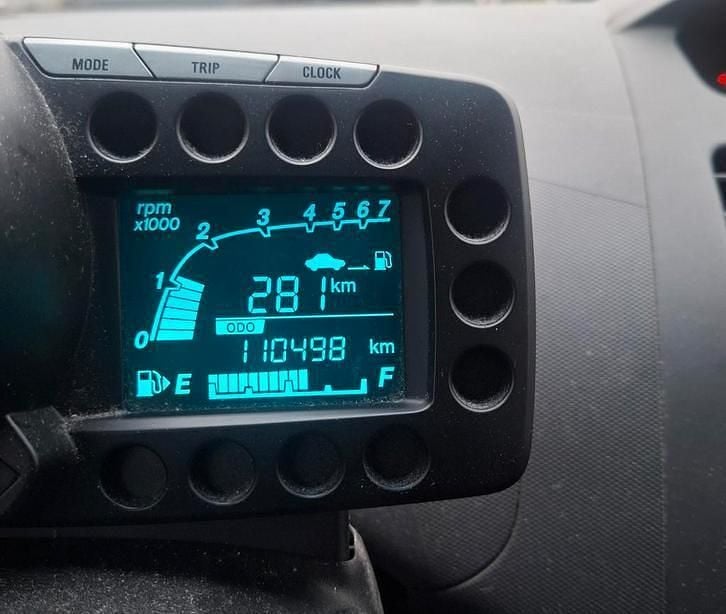 MODE TRIP CLOCK
rpm
x1000
0 1 2 3 4 5 6 7
281 km
ODO
110498 km
E F